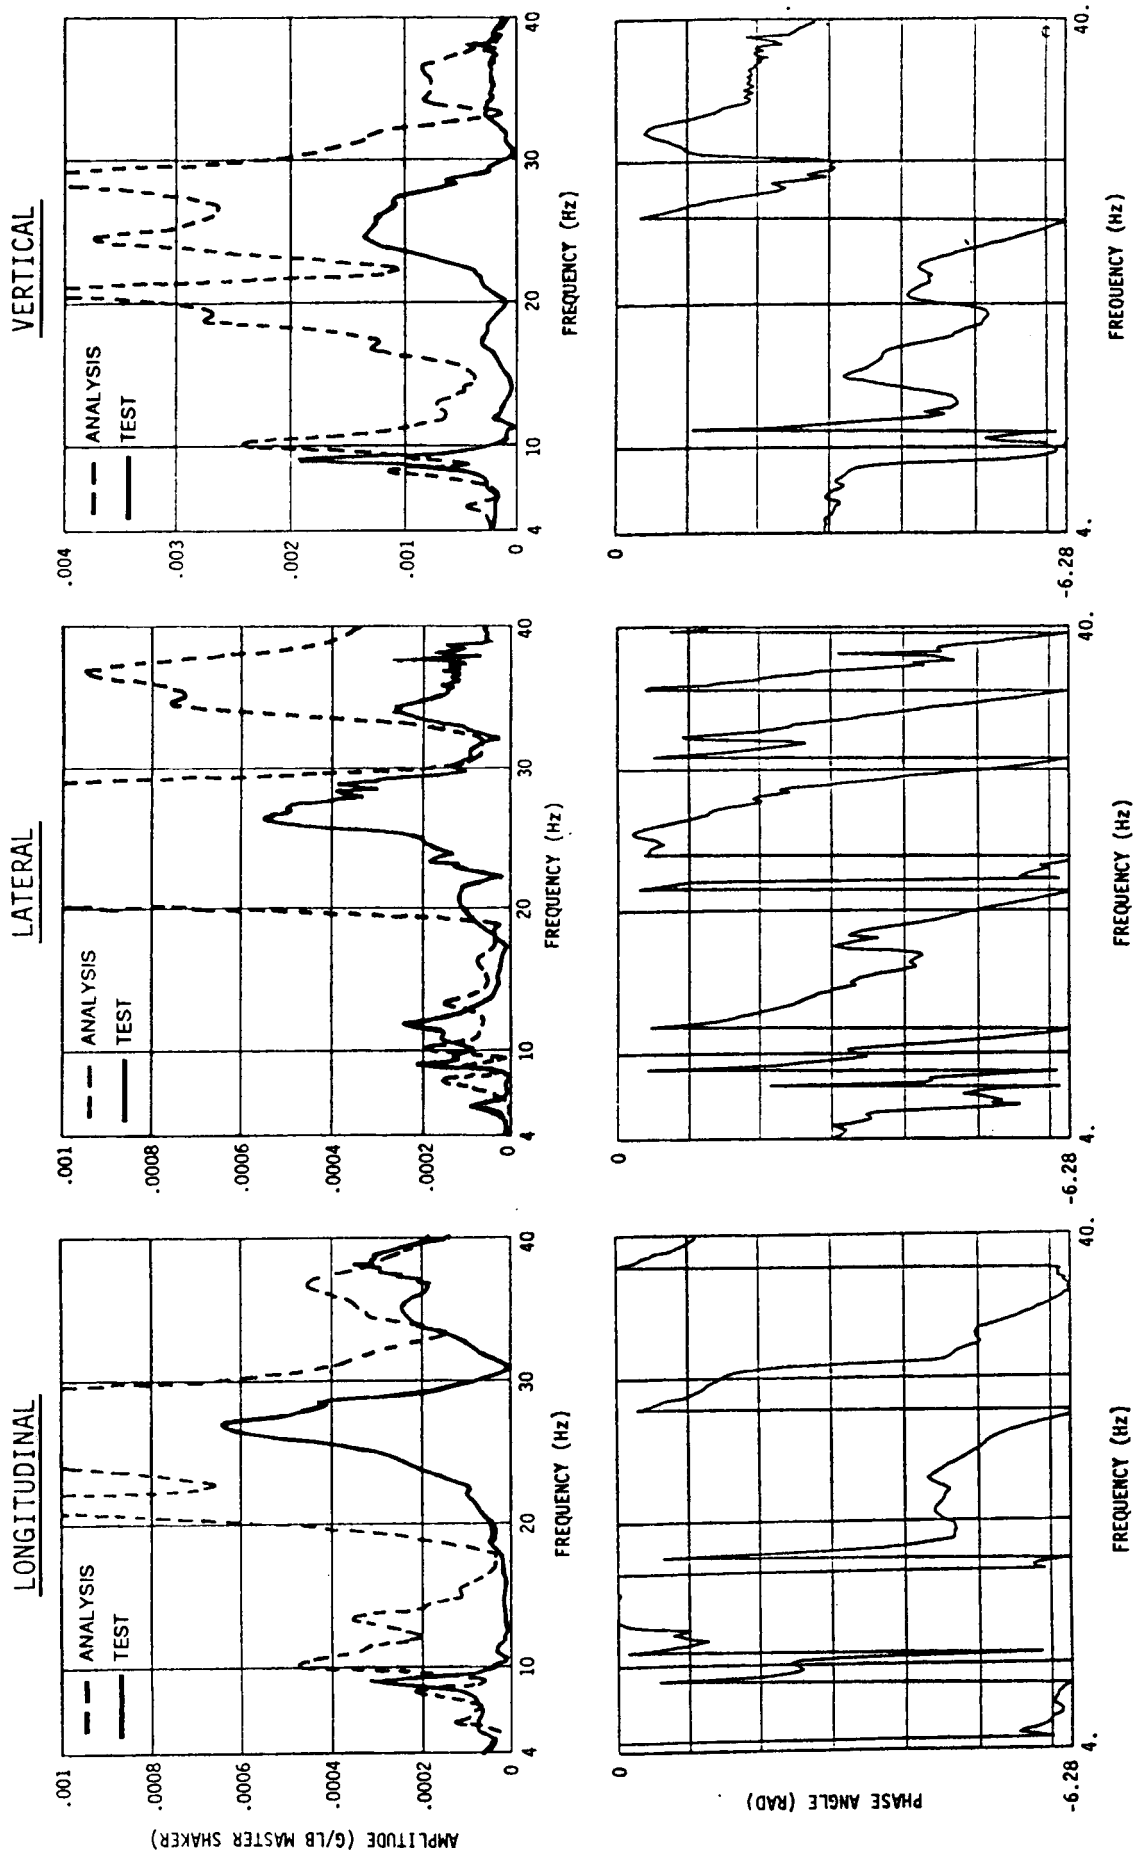 LONGITUDINAL
AMPLITUDE (G/LB MASTER SHAKER)
.001
.0008
.0006
.0004
.0002
0
ANALYSIS
TEST
4
10
20
30
40
FREQUENCY (Hz)
LATERAL
.001
.0008
.0006
.0004
.0002
0
ANALYSIS
TEST
4
10
20
30
40
FREQUENCY (Hz)
VERTICAL
.004
.003
.002
.001
0
ANALYSIS
TEST
4
10
20
30
40
FREQUENCY (Hz)
PHASE ANGLE (RAD)
0
-6.28
4.
40.
FREQUENCY (Hz)
0
-6.28
4.
40.
FREQUENCY (Hz)
0
-6.28
4.
40.
FREQUENCY (Hz)